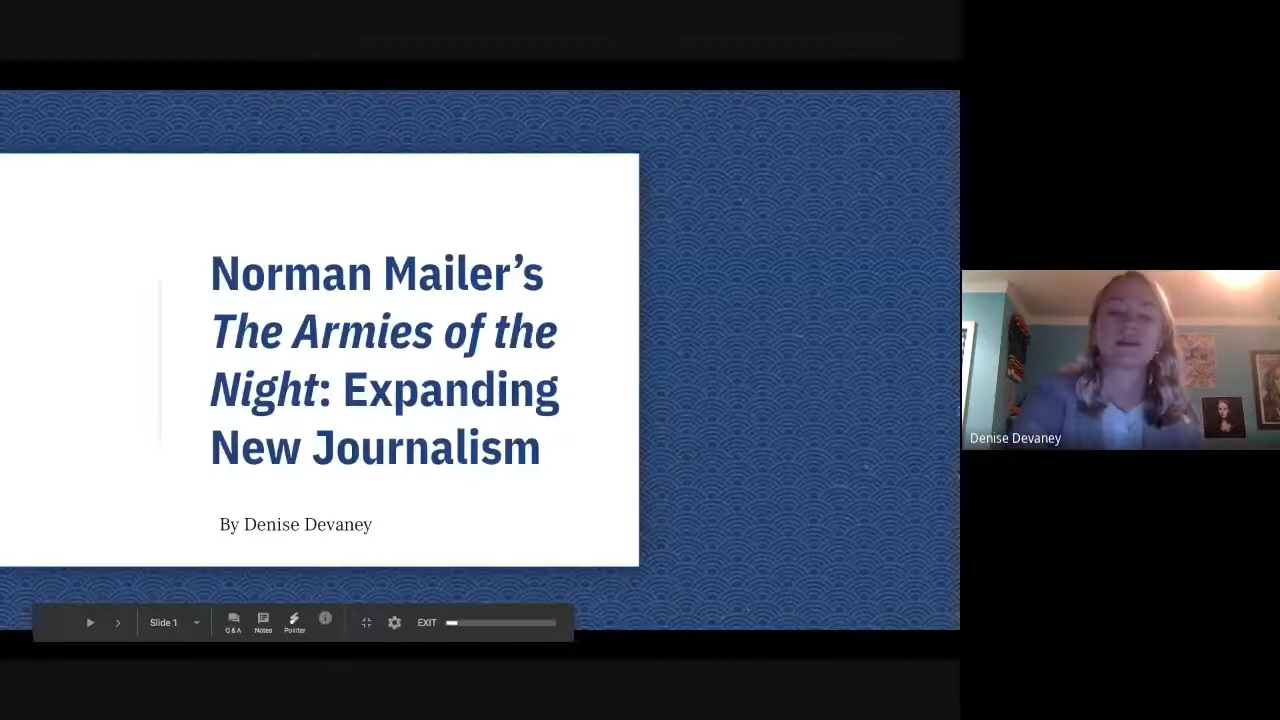 Norman Mailer’s
The Armies of the
Night: Expanding
New Journalism
By Denise Devaney
Slide 1
Q&A
Notes
Pointer
EXIT
Denise Devaney